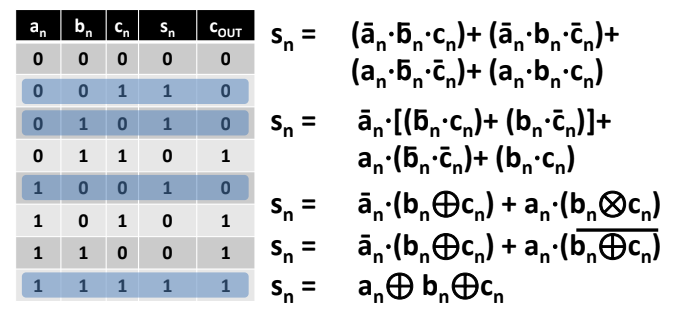 aₙ bₙ cₙ sₙ c_OUT
0 0 0 0 0
0 0 1 1 0
0 1 0 1 0
0 1 1 0 1
1 0 0 1 0
1 0 1 0 1
1 1 0 0 1
1 1 1 1 1
sₙ = (āₙ·b̄ₙ·cₙ)+ (āₙ·bₙ·c̄ₙ)+
(aₙ·b̄ₙ·c̄ₙ)+ (aₙ·bₙ·cₙ)
sₙ = āₙ·[(b̄ₙ·cₙ)+ (bₙ·c̄ₙ)]+
aₙ·(b̄ₙ·c̄ₙ)+ (bₙ·cₙ)
sₙ = āₙ·(bₙ⊕cₙ) + aₙ·(bₙ⊗cₙ)
sₙ = āₙ·(bₙ⊕cₙ) + aₙ·(b̅ₙ̅⊕̅c̅ₙ̅)
sₙ = aₙ⊕ bₙ⊕cₙ